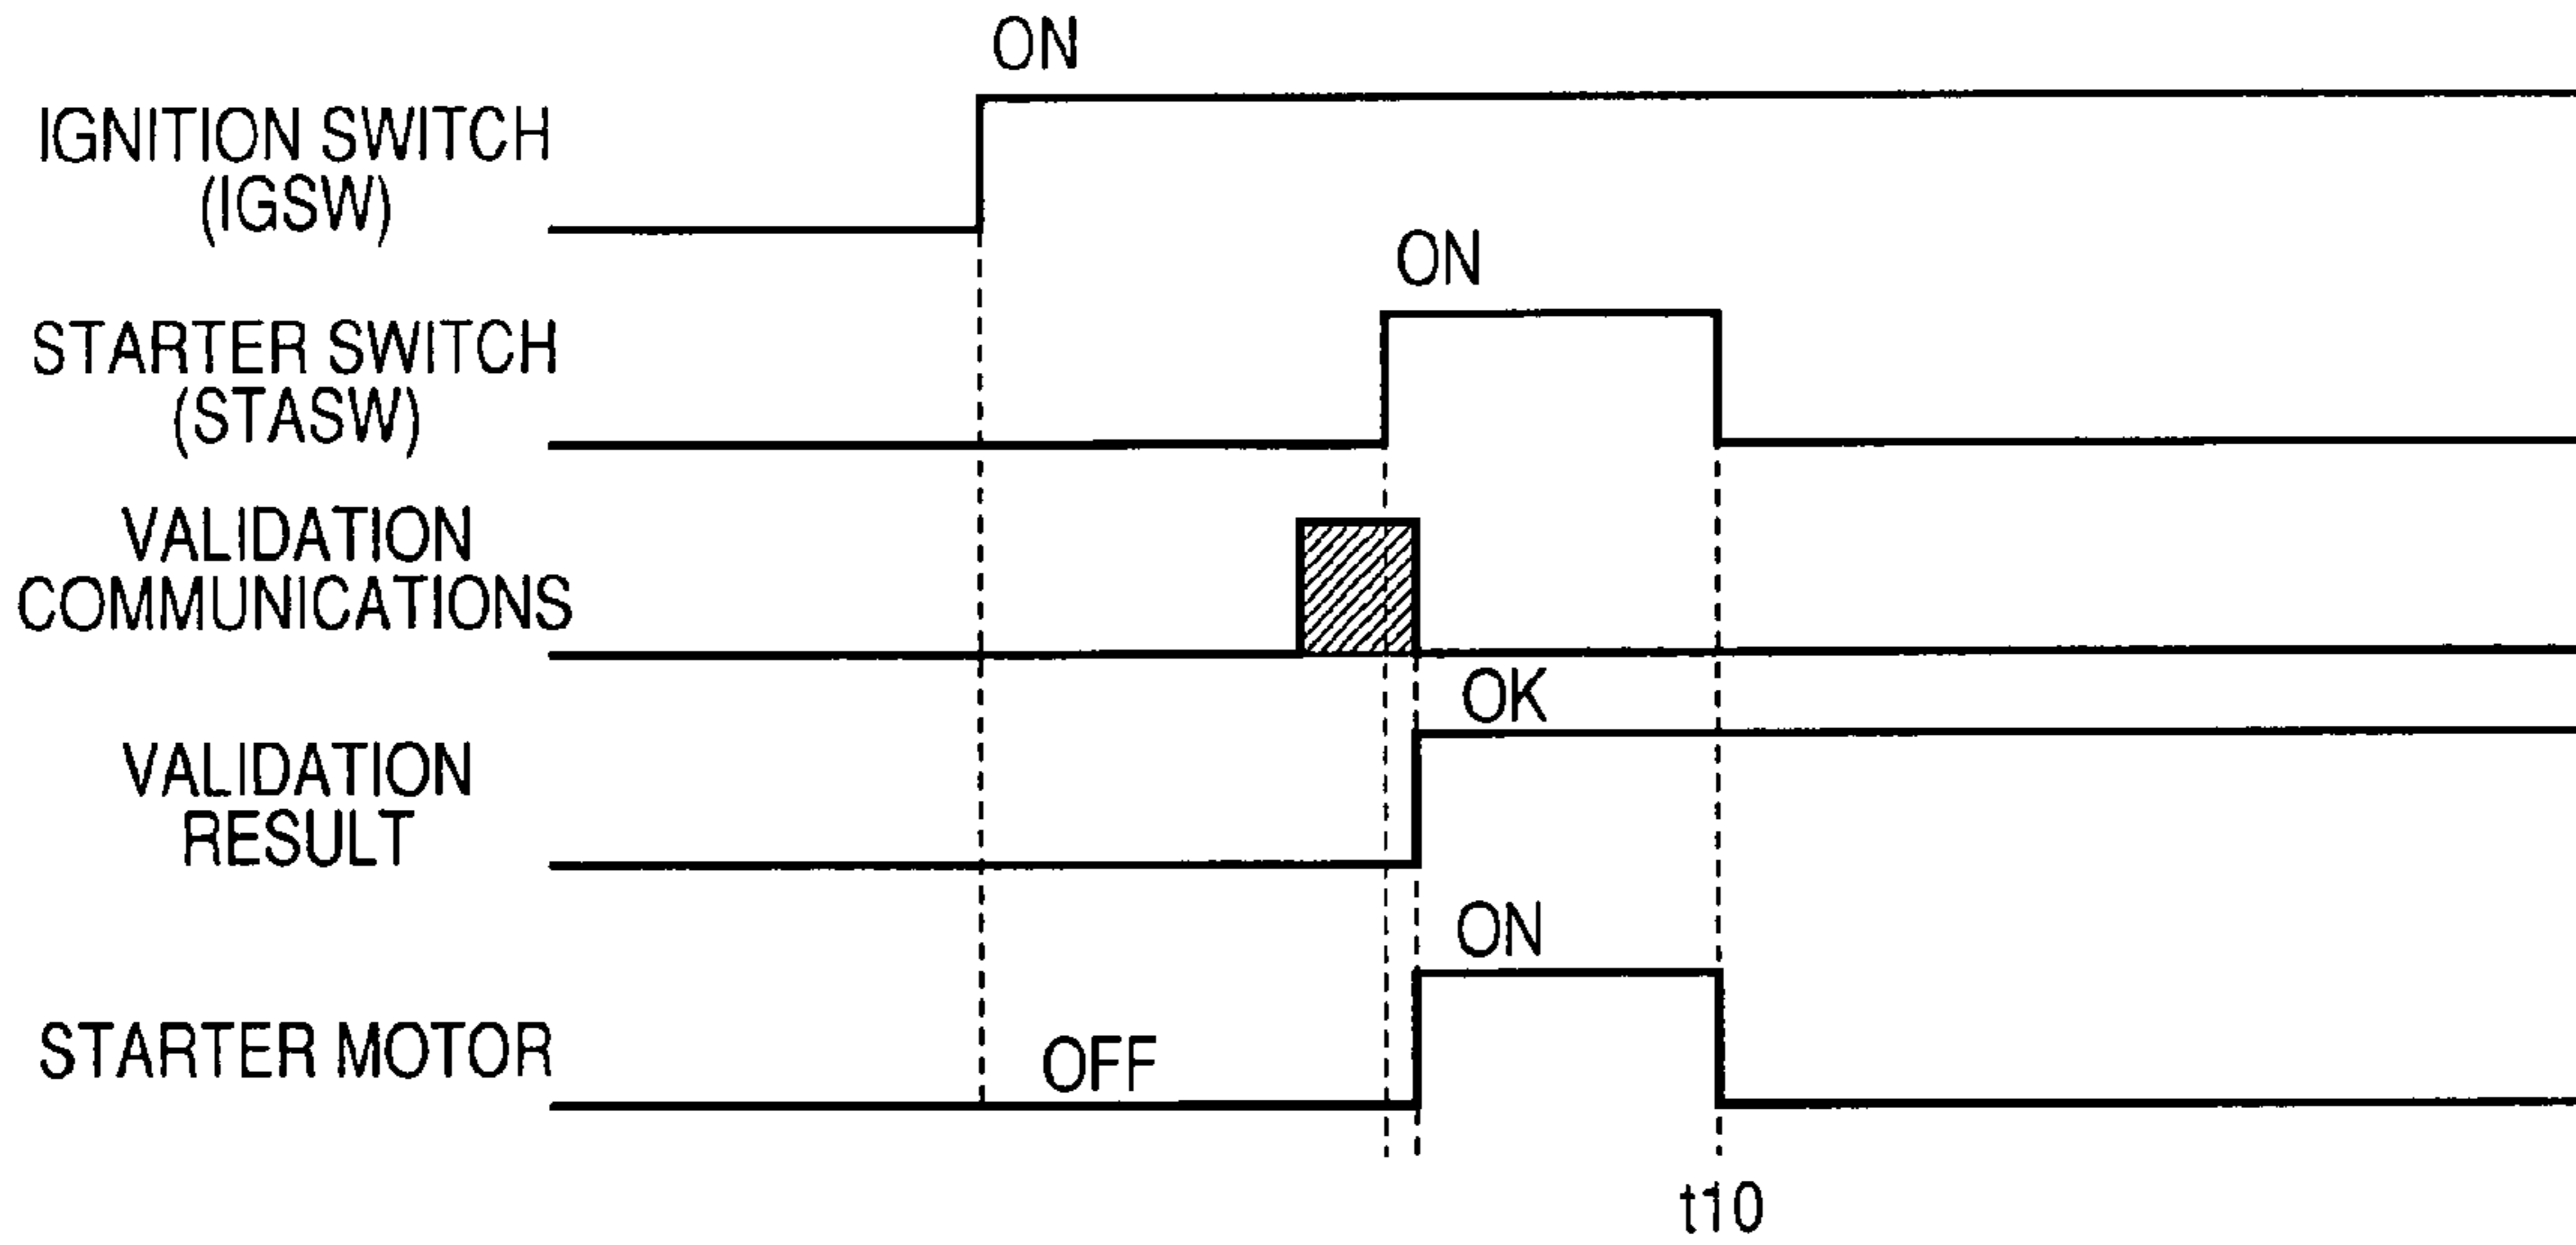 ON
IGNITION SWITCH
(IGSW)
ON
STARTER SWITCH
(STASW)
VALIDATION
COMMUNICATIONS
OK
VALIDATION
RESULT
ON
STARTER MOTOR
OFF
t10